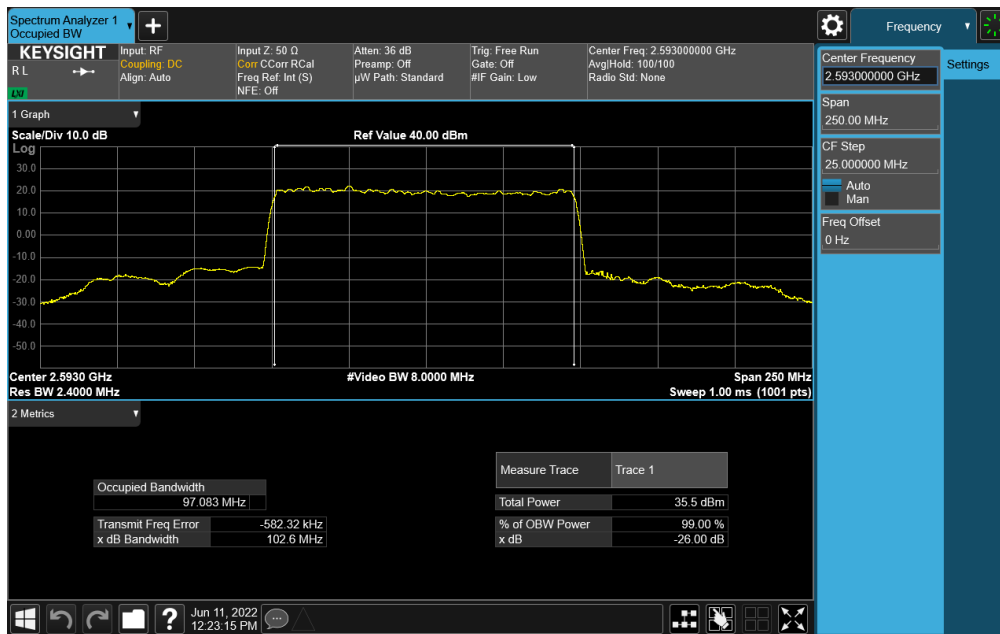 Spectrum Analyzer 1
Occupied BW
+
Frequency
KEYSIGHT
R L
LXI
Input: RF
Coupling: DC
Align: Auto
Input Z: 50 Ω
Corr CCorr RCal
Freq Ref: Int (S)
NFE: Off
Atten: 36 dB
Preamp: Off
µW Path: Standard
Trig: Free Run
Gate: Off
#IF Gain: Low
Center Freq: 2.593000000 GHz
Avg|Hold: 100/100
Radio Std: None
Center Frequency
2.593000000 GHz
Settings
Span
250.00 MHz
CF Step
25.000000 MHz
Auto
Man
Freq Offset
0 Hz
1 Graph
Scale/Div 10.0 dB
Ref Value 40.00 dBm
Log
30.0
20.0
10.0
0.00
-10.0
-20.0
-30.0
-40.0
-50.0
Center 2.5930 GHz
#Video BW 8.0000 MHz
Span 250 MHz
Res BW 2.4000 MHz
Sweep 1.00 ms (1001 pts)
2 Metrics
Occupied Bandwidth
97.083 MHz
Transmit Freq Error -582.32 kHz
x dB Bandwidth 102.6 MHz
Measure Trace Trace 1
Total Power 35.5 dBm
% of OBW Power 99.00 %
x dB -26.00 dB
?
Jun 11, 2022
12:23:15 PM